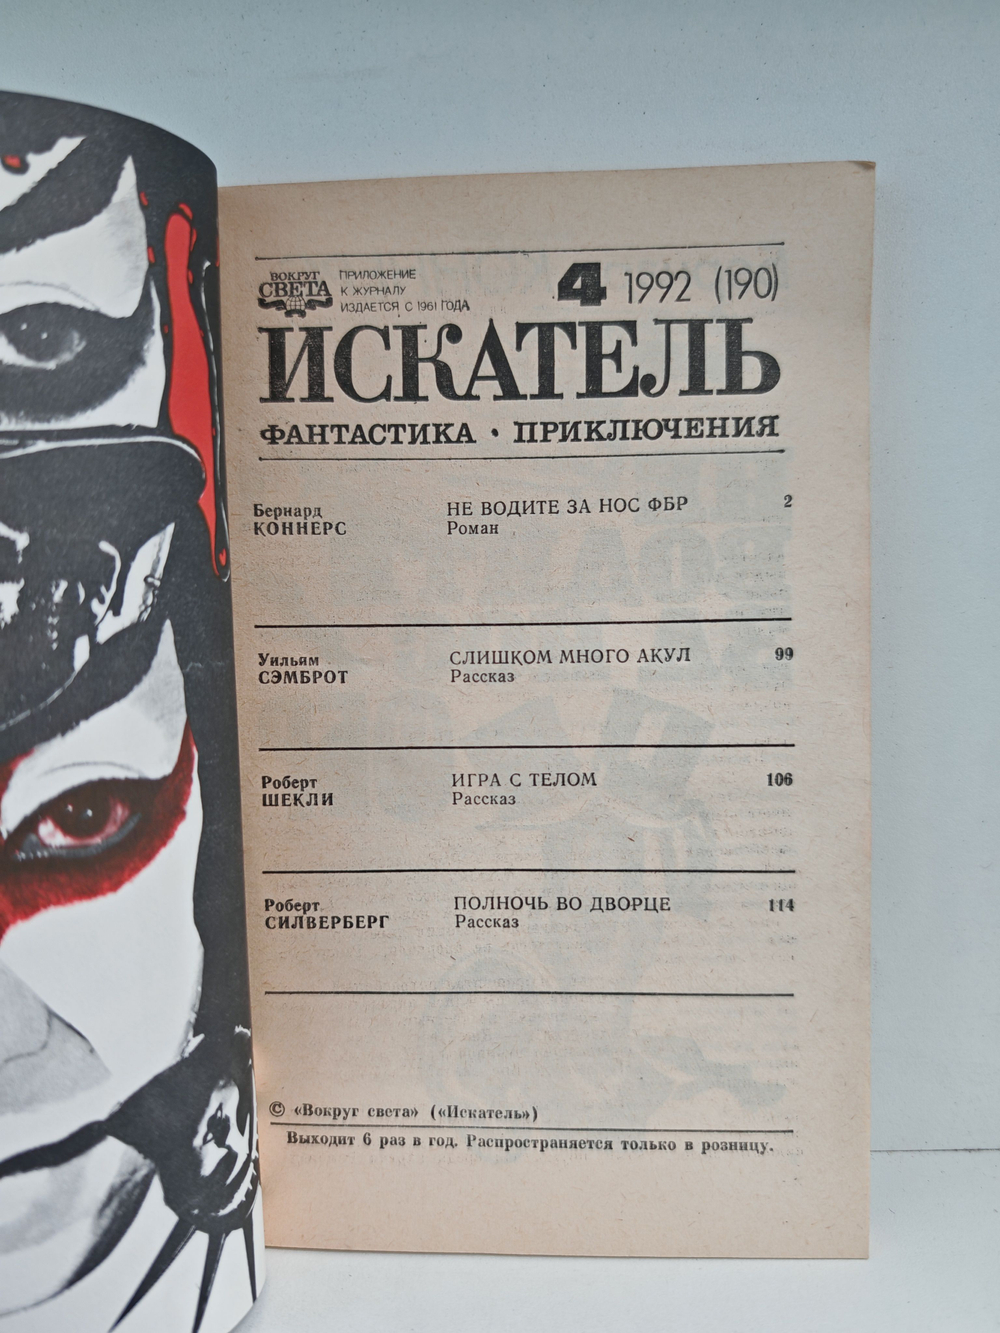 ВОКРУГ
СВЕТА
ПРИЛОЖЕНИЕ
К ЖУРНАЛУ
ИЗДАЕТСЯ С 1961 ГОДА
4 1992 (190)
ИСКАТЕЛЬ
ФАНТАСТИКА • ПРИКЛЮЧЕНИЯ
Бернард НЕ ВОДИТЕ ЗА НОС ФБР 2
КОННЕРС Роман
Уильям СЛИШКОМ МНОГО АКУЛ 99
СЭМБРОТ Рассказ
Роберт ИГРА С ТЕЛОМ 106
ШЕКЛИ Рассказ
Роберт ПОЛНОЧЬ ВО ДВОРЦЕ 114
СИЛВЕРБЕРГ Рассказ
© «Вокруг света» («Искатель»)
Выходит 6 раз в год. Распространяется только в розницу.